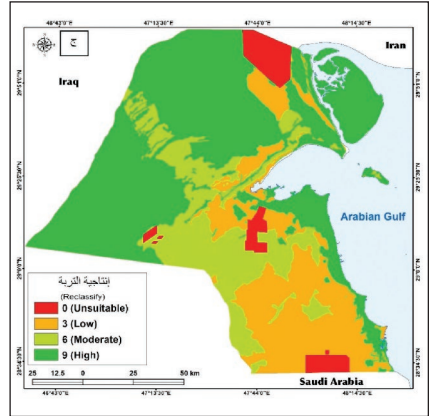 46°43'0"E 47°13'30"E 47°44'0"E 48°14'30"E
ج
Iran
Iraq
Arabian Gulf
إنتاجية التربة
(Reclassify)
0 (Unsuitable)
3 (Low)
6 (Moderate)
9 (High)
25 12.5 0 25 50 km
Saudi Arabia
46°43'0"E 47°13'30"E 47°44'0"E 48°14'30"E